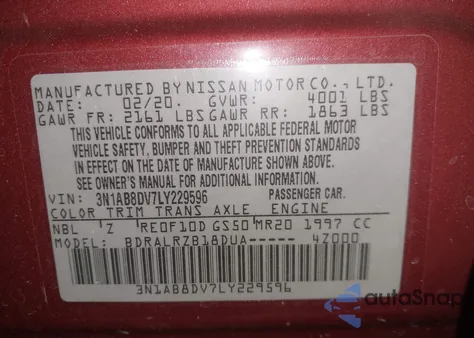 MANUFACTURED BY NISSAN MOTOR CO., LTD.
DATE: 02/20. GVWR: 4001 LBS
GAWR FR: 2161 LBS GAWR RR: 1863 LBS
THIS VEHICLE CONFORMS TO ALL APPLICABLE FEDERAL MOTOR
VEHICLE SAFETY, BUMPER AND THEFT PREVENTION STANDARDS
IN EFFECT ON THE DATE OF MANUFACTURE SHOWN ABOVE.
SEE OWNER'S MANUAL FOR ADDITIONAL INFORMATION.
VIN: 3N1AB8DV7LY229596 PASSENGER CAR.
COLOR TRIM TRANS AXLE ENGINE
NBL Z RE0F10D GS50 MR20 1997 CC
MODEL: BDRALRZB18DUA----- 4Z000
3N1AB8DV7LY229596
autoSnap